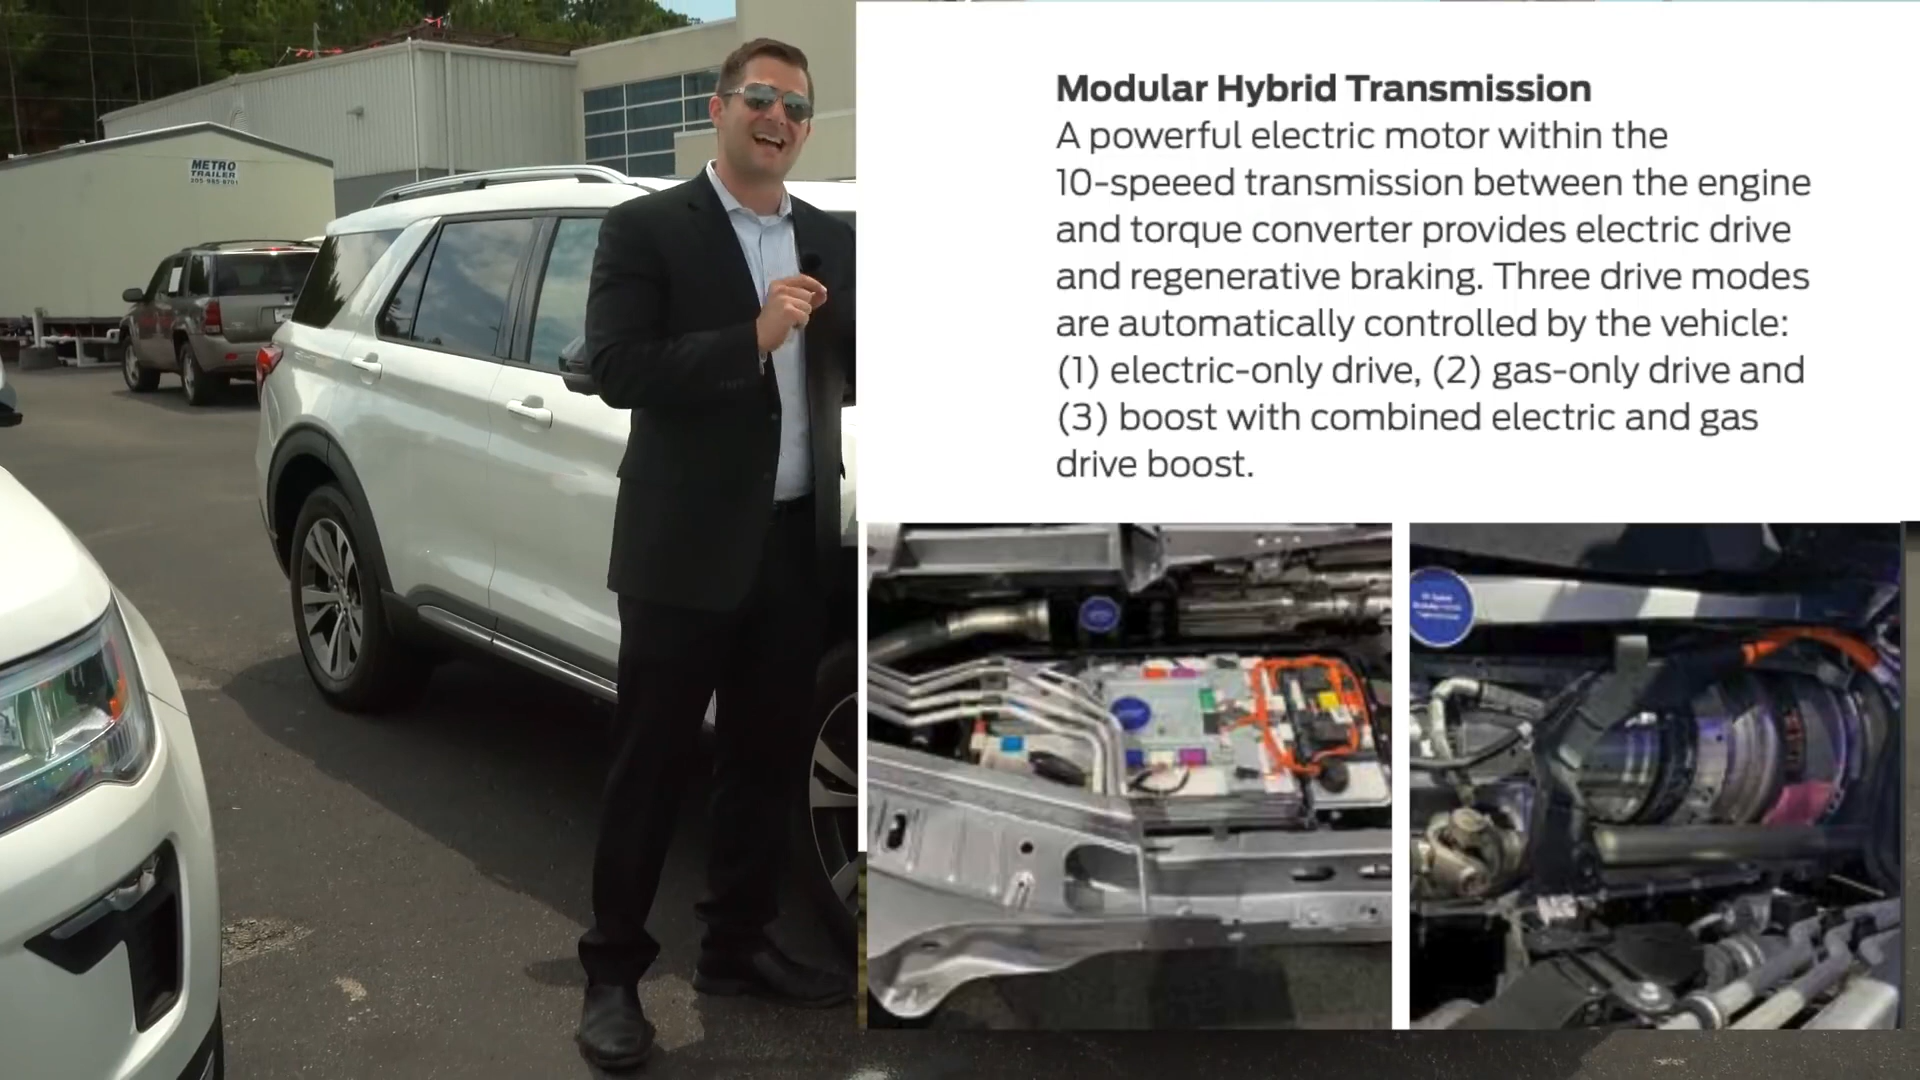 METRO
TRAILER
Modular Hybrid Transmission
A powerful electric motor within the
10-speeed transmission between the engine
and torque converter provides electric drive
and regenerative braking. Three drive modes
are automatically controlled by the vehicle:
(1) electric-only drive, (2) gas-only drive and
(3) boost with combined electric and gas
drive boost.